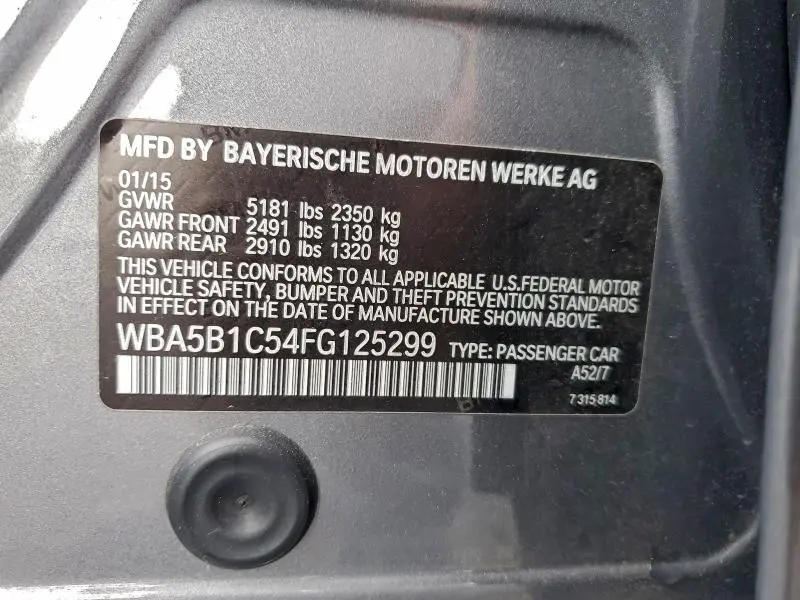 MFD BY BAYERISCHE MOTOREN WERKE AG
01/15
GVWR 5181 lbs 2350 kg
GAWR FRONT 2491 lbs 1130 kg
GAWR REAR 2910 lbs 1320 kg
THIS VEHICLE CONFORMS TO ALL APPLICABLE U.S.FEDERAL MOTOR
VEHICLE SAFETY, BUMPER AND THEFT PREVENTION STANDARDS
IN EFFECT ON THE DATE OF MANUFACTURE SHOWN ABOVE.
WBA5B1C54FG125299 TYPE: PASSENGER CAR
A52/7
7 315 814